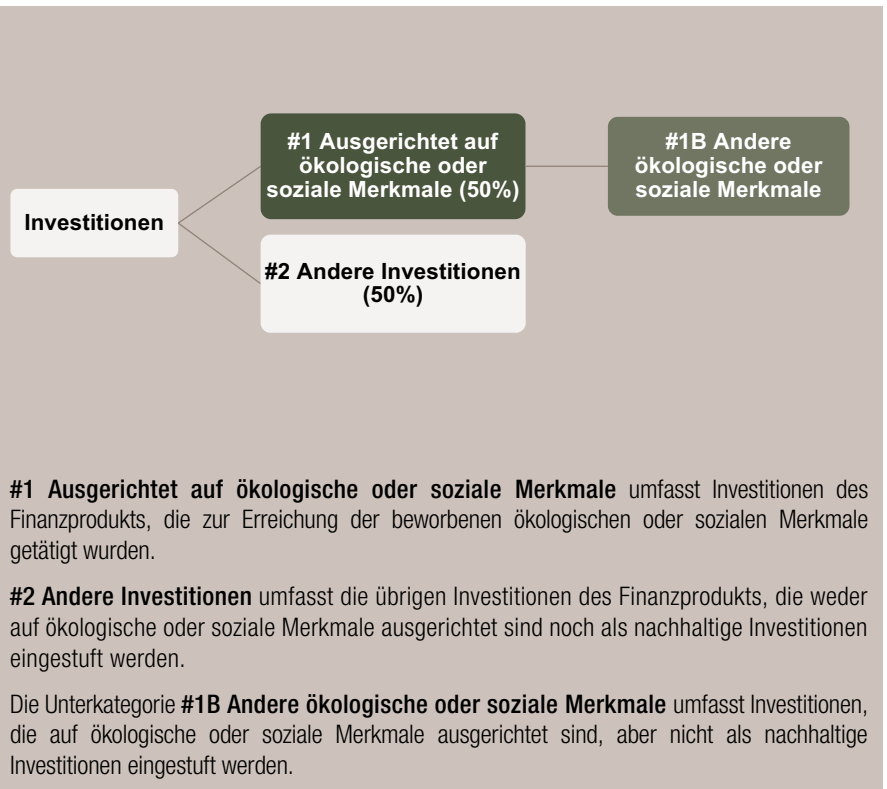 #1 Ausgerichtet auf
ökologische oder
soziale Merkmale (50%)
#1B Andere
ökologische oder
soziale Merkmale
Investitionen
#2 Andere Investitionen
(50%)
#1 Ausgerichtet auf ökologische oder soziale Merkmale umfasst Investitionen des
Finanzprodukts, die zur Erreichung der beworbenen ökologischen oder sozialen Merkmale
getätigt wurden.
#2 Andere Investitionen umfasst die übrigen Investitionen des Finanzprodukts, die weder
auf ökologische oder soziale Merkmale ausgerichtet sind noch als nachhaltige Investitionen
eingestuft werden.
Die Unterkategorie #1B Andere ökologische oder soziale Merkmale umfasst Investitionen,
die auf ökologische oder soziale Merkmale ausgerichtet sind, aber nicht als nachhaltige
Investitionen eingestuft werden.